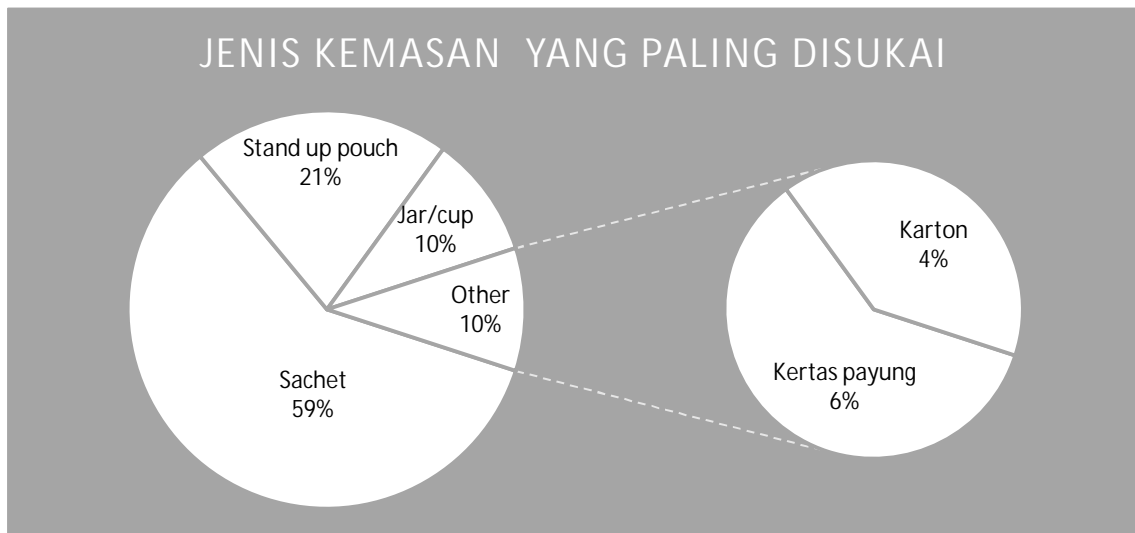 JENIS KEMASAN YANG PALING DISUKAI
Stand up pouch
21%
Jar/cup
10%
Other
10%
Sachet
59%
Karton
4%
Kertas payung
6%